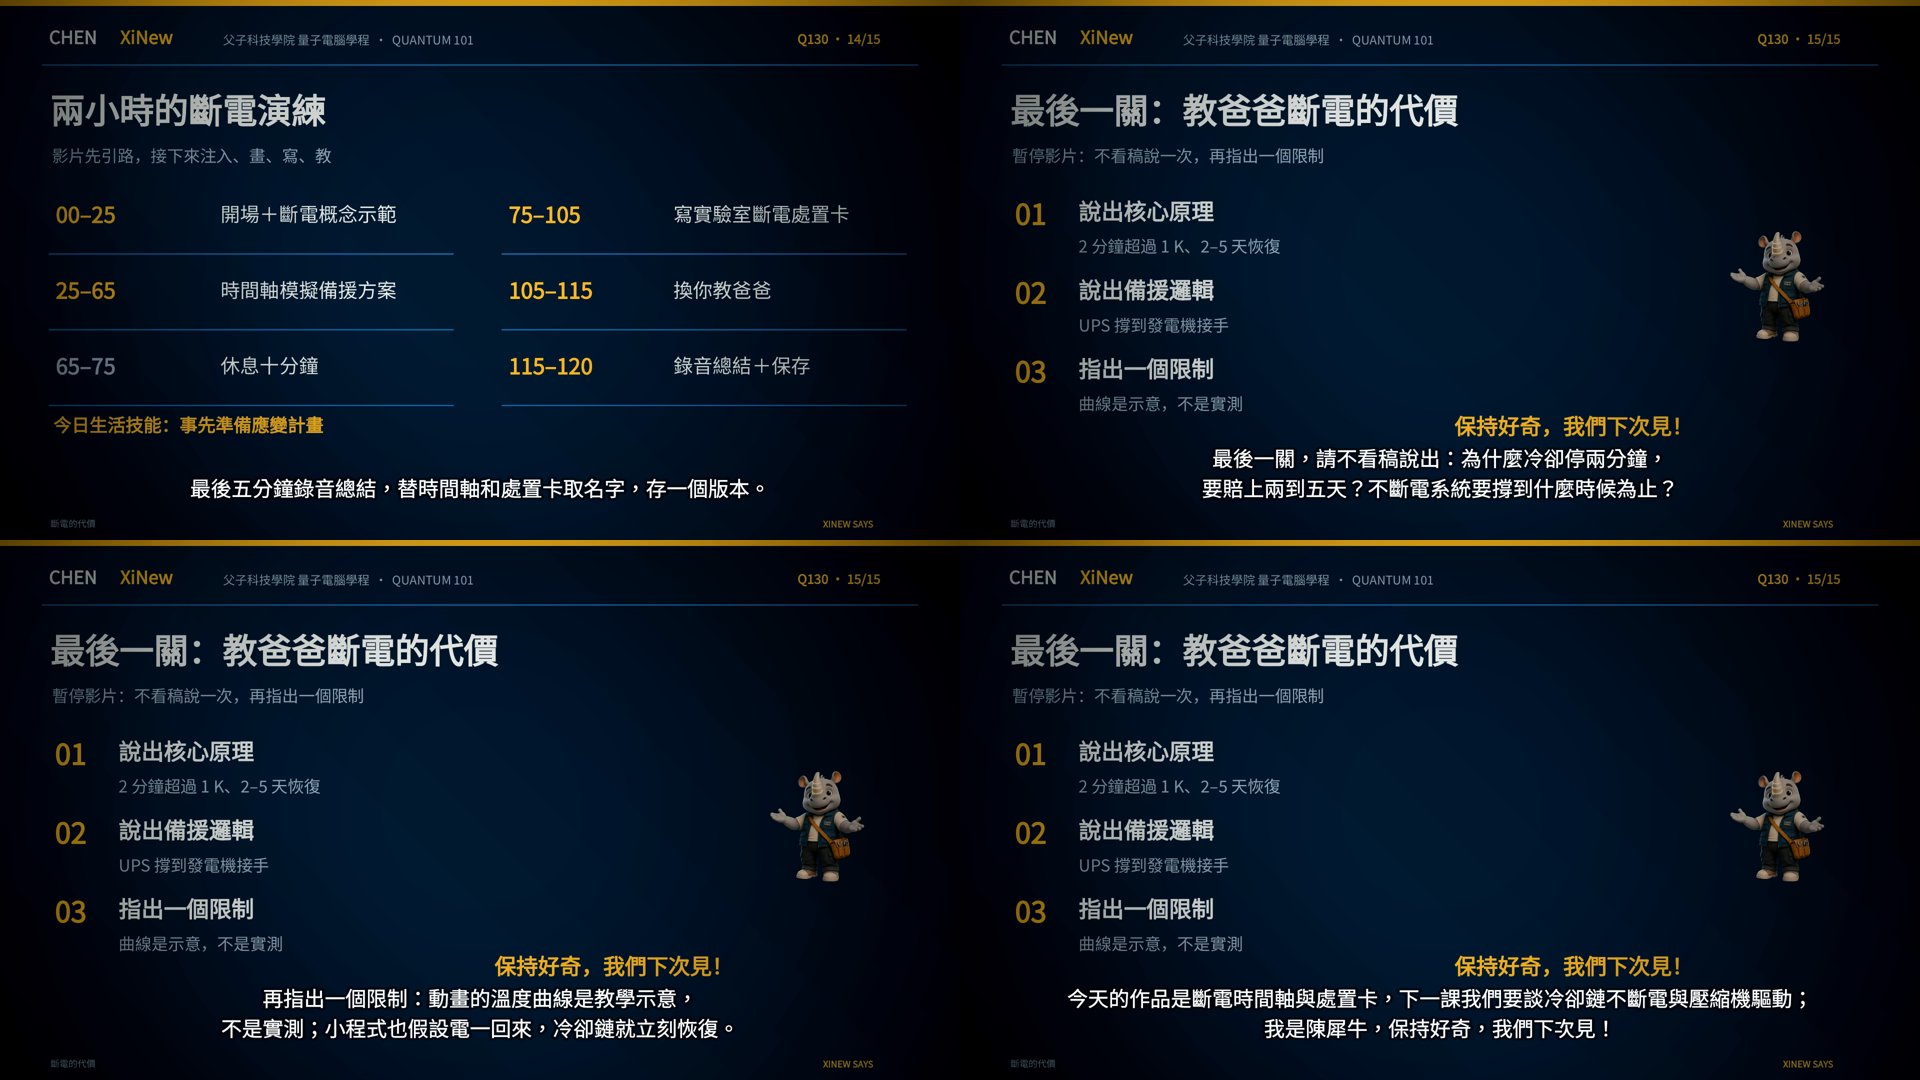 CHEN XiNew 父子科技學院 量子電腦學程 · QUANTUM 101 Q130 · 14/15
兩小時的斷電演練
影片先引路，接下來注入、畫、寫、教
00–25 開場＋斷電概念示範
75–105 寫實驗室斷電處置卡
25–65 時間軸模擬備援方案
105–115 換你教爸爸
65–75 休息十分鐘
115–120 錄音總結＋保存
今日生活技能：事先準備應變計畫
最後五分鐘錄音總結，替時間軸和處置卡取名字，存一個版本。
斷電的代價 XINEW SAYS
CHEN XiNew 父子科技學院 量子電腦學程 · QUANTUM 101 Q130 · 15/15
最後一關：教爸爸斷電的代價
暫停影片：不看稿說一次，再指出一個限制
01 說出核心原理
2 分鐘超過 1 K、2–5 天恢復
02 說出備援邏輯
UPS 撐到發電機接手
03 指出一個限制
曲線是示意，不是實測
保持好奇，我們下次見！
最後一關，請不看稿說出：為什麼冷卻停兩分鐘，
要賠上兩到五天？不斷電系統要撐到什麼時候為止？
斷電的代價 XINEW SAYS
CHEN XiNew 父子科技學院 量子電腦學程 · QUANTUM 101 Q130 · 15/15
最後一關：教爸爸斷電的代價
暫停影片：不看稿說一次，再指出一個限制
01 說出核心原理
2 分鐘超過 1 K、2–5 天恢復
02 說出備援邏輯
UPS 撐到發電機接手
03 指出一個限制
曲線是示意，不是實測
保持好奇，我們下次見！
再指出一個限制：動畫的溫度曲線是教學示意，
不是實測；小程式也假設電一回來，冷卻鏈就立刻恢復。
斷電的代價 XINEW SAYS
CHEN XiNew 父子科技學院 量子電腦學程 · QUANTUM 101 Q130 · 15/15
最後一關：教爸爸斷電的代價
暫停影片：不看稿說一次，再指出一個限制
01 說出核心原理
2 分鐘超過 1 K、2–5 天恢復
02 說出備援邏輯
UPS 撐到發電機接手
03 指出一個限制
曲線是示意，不是實測
保持好奇，我們下次見！
今天的作品是斷電時間軸與處置卡，下一課我們要談冷卻鏈不斷電與壓縮機驅動；
我是陳犀牛，保持好奇，我們下次見！
斷電的代價 XINEW SAYS